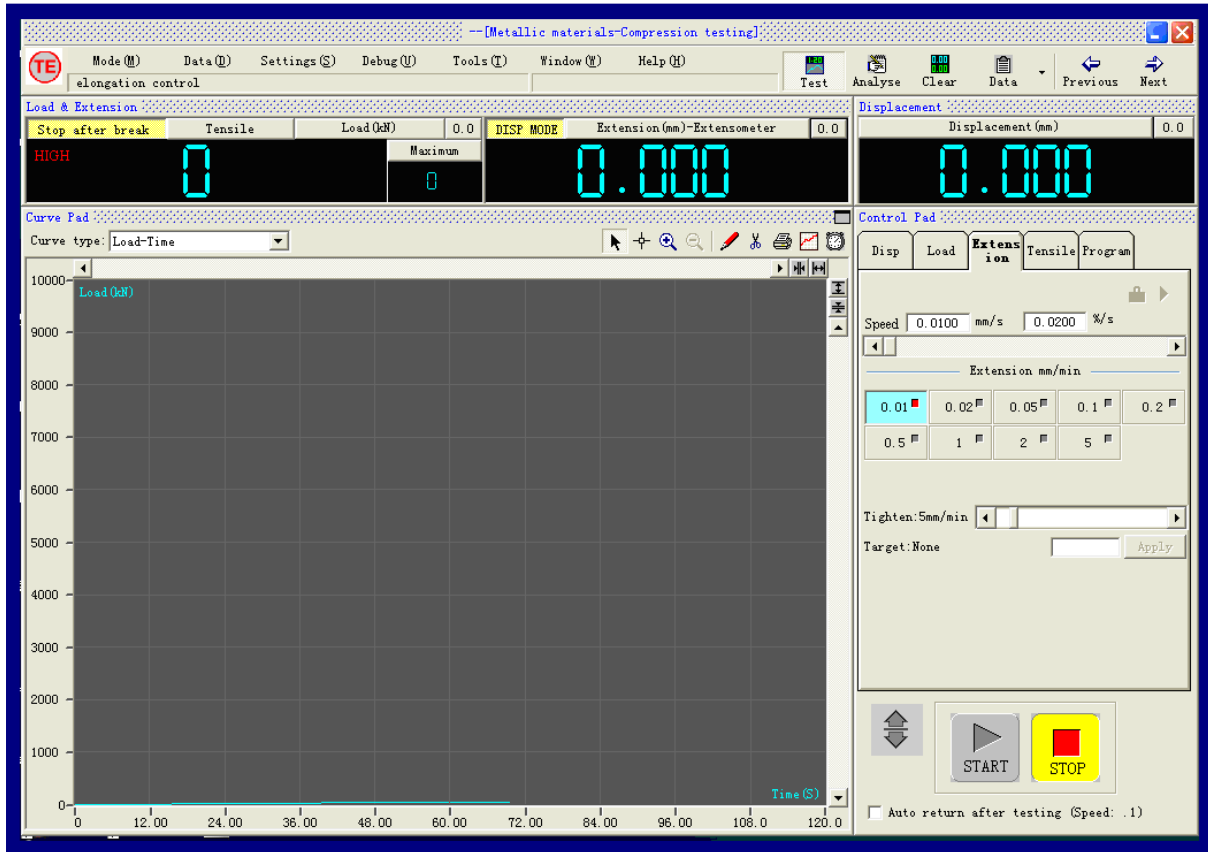 --[Metallic materials-Compression testing]
TE
Mode(M) Data(D) Settings(S) Debug(U) Tools(T) Window(W) Help(H)
elongation control
Test Analyse Clear Data Previous Next
Load & Extension
Stop after break Tensile Load(kN) 0.0 DISP MODE Extension(mm)-Extensometer 0.0
HIGH 0 Maximum 0 0.000
Displacement
Displacement(mm) 0.0
0.000
Curve Pad
Curve type: Load-Time
Load(kN)
10000
9000
8000
7000
6000
5000
4000
3000
2000
1000
0
Time(S)
0 12.00 24.00 36.00 48.00 60.00 72.00 84.00 96.00 108.0 120.0
Control Pad
Disp Load Extens
ion Tensile Program
Speed 0.0100 mm/s 0.0200 %/s
Extension mm/min
0.01 0.02 0.05 0.1 0.2
0.5 1 2 5
Tighten:5mm/min
Target:None Apply
START STOP
Auto return after testing (Speed: .1)